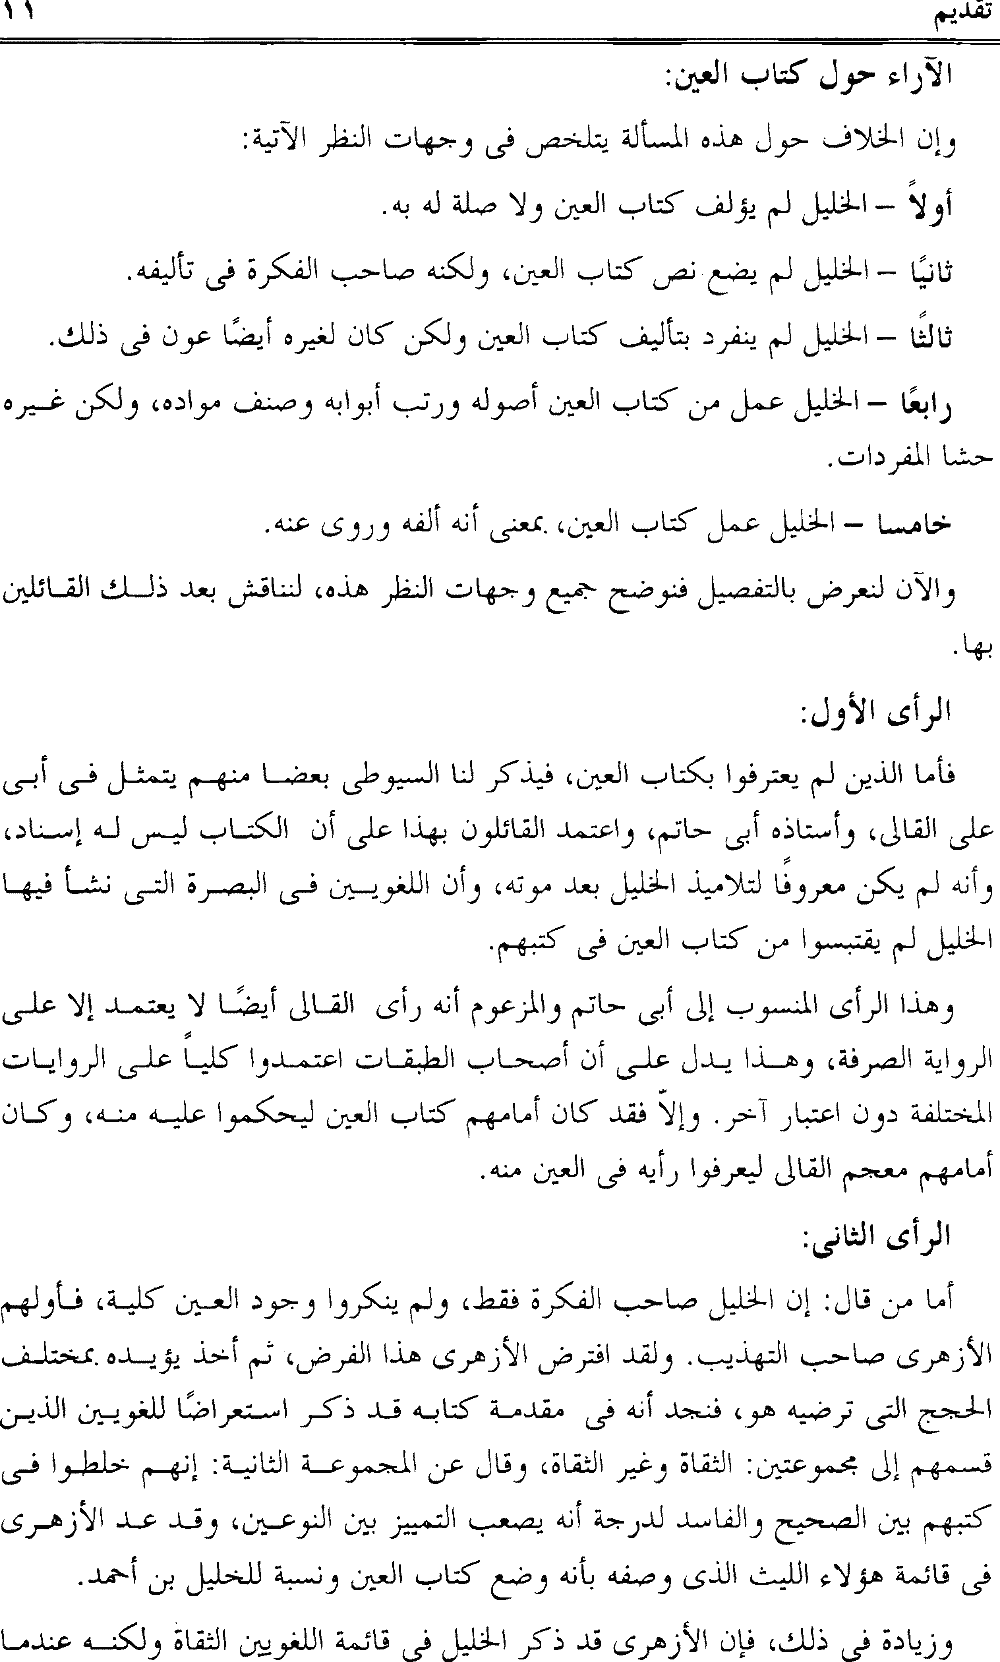 تقديم ١١
الآراء حول كتاب العين:
وإن الخلاف حول هذه المسألة يتلخص فى وجهات النظر الآتية:
أولاً – الخليل لم يؤلف كتاب العين ولا صلة له به.
ثانيًا – الخليل لم يضع نص كتاب العين، ولكنه صاحب الفكرة فى تأليفه.
ثالثًا – الخليل لم ينفرد بتأليف كتاب العين ولكن كان لغيره أيضًا عون فى ذلك.
رابعًا – الخليل عمل من كتاب العين أصوله ورتب أبوابه وصنف مواده، ولكن غيره
حشا المفردات.
خامسا – الخليل عمل كتاب العين، بمعنى أنه ألفه وروى عنه.
والآن لنعرض بالتفصيل فنوضح جميع وجهات النظر هذه، لنناقش بعد ذلك القائلين
بها.
الرأى الأول:
فأما الذين لم يعترفوا بكتاب العين، فيذكر لنا السيوطى بعضا منهم يتمثل فى أبى
على القالى، وأستاذه أبى حاتم، واعتمد القائلون بهذا على أن الكتاب ليس له إسناد،
وأنه لم يكن معروفًا لتلاميذ الخليل بعد موته، وأن اللغويين فى البصرة التى نشأ فيها
الخليل لم يقتبسوا من كتاب العين فى كتبهم.
وهذا الرأى المنسوب إلى أبى حاتم والمزعوم أنه رأى القالى أيضًا لا يعتمد إلا على
الرواية الصرفة، وهذا يدل على أن أصحاب الطبقات اعتمدوا كلياً على الروايات
المختلفة دون اعتبار آخر. وإلاّ فقد كان أمامهم كتاب العين ليحكموا عليه منه، وكان
أمامهم معجم القالى ليعرفوا رأيه فى العين منه.
الرأى الثانى:
أما من قال: إن الخليل صاحب الفكرة فقط، ولم ينكروا وجود العين كلية، فأولهم
الأزهرى صاحب التهذيب. ولقد افترض الأزهرى هذا الفرض، ثم أخذ يؤيده بمختلف
الحجج التى ترضيه هو، فنجد أنه فى مقدمة كتابه قد ذكر استعراضًا للغويين الذين
قسمهم إلى مجموعتين: الثقاة وغير الثقاة، وقال عن المجموعة الثانية: إنهم خلطوا فى
كتبهم بين الصحيح والفاسد لدرجة أنه يصعب التمييز بين النوعين، وقد عد الأزهرى
فى قائمة هؤلاء الليث الذى وصفه بأنه وضع كتاب العين ونسبة للخليل بن أحمد.
وزيادة فى ذلك، فإن الأزهرى قد ذكر الخليل فى قائمة اللغويين الثقاة ولكنه عندما